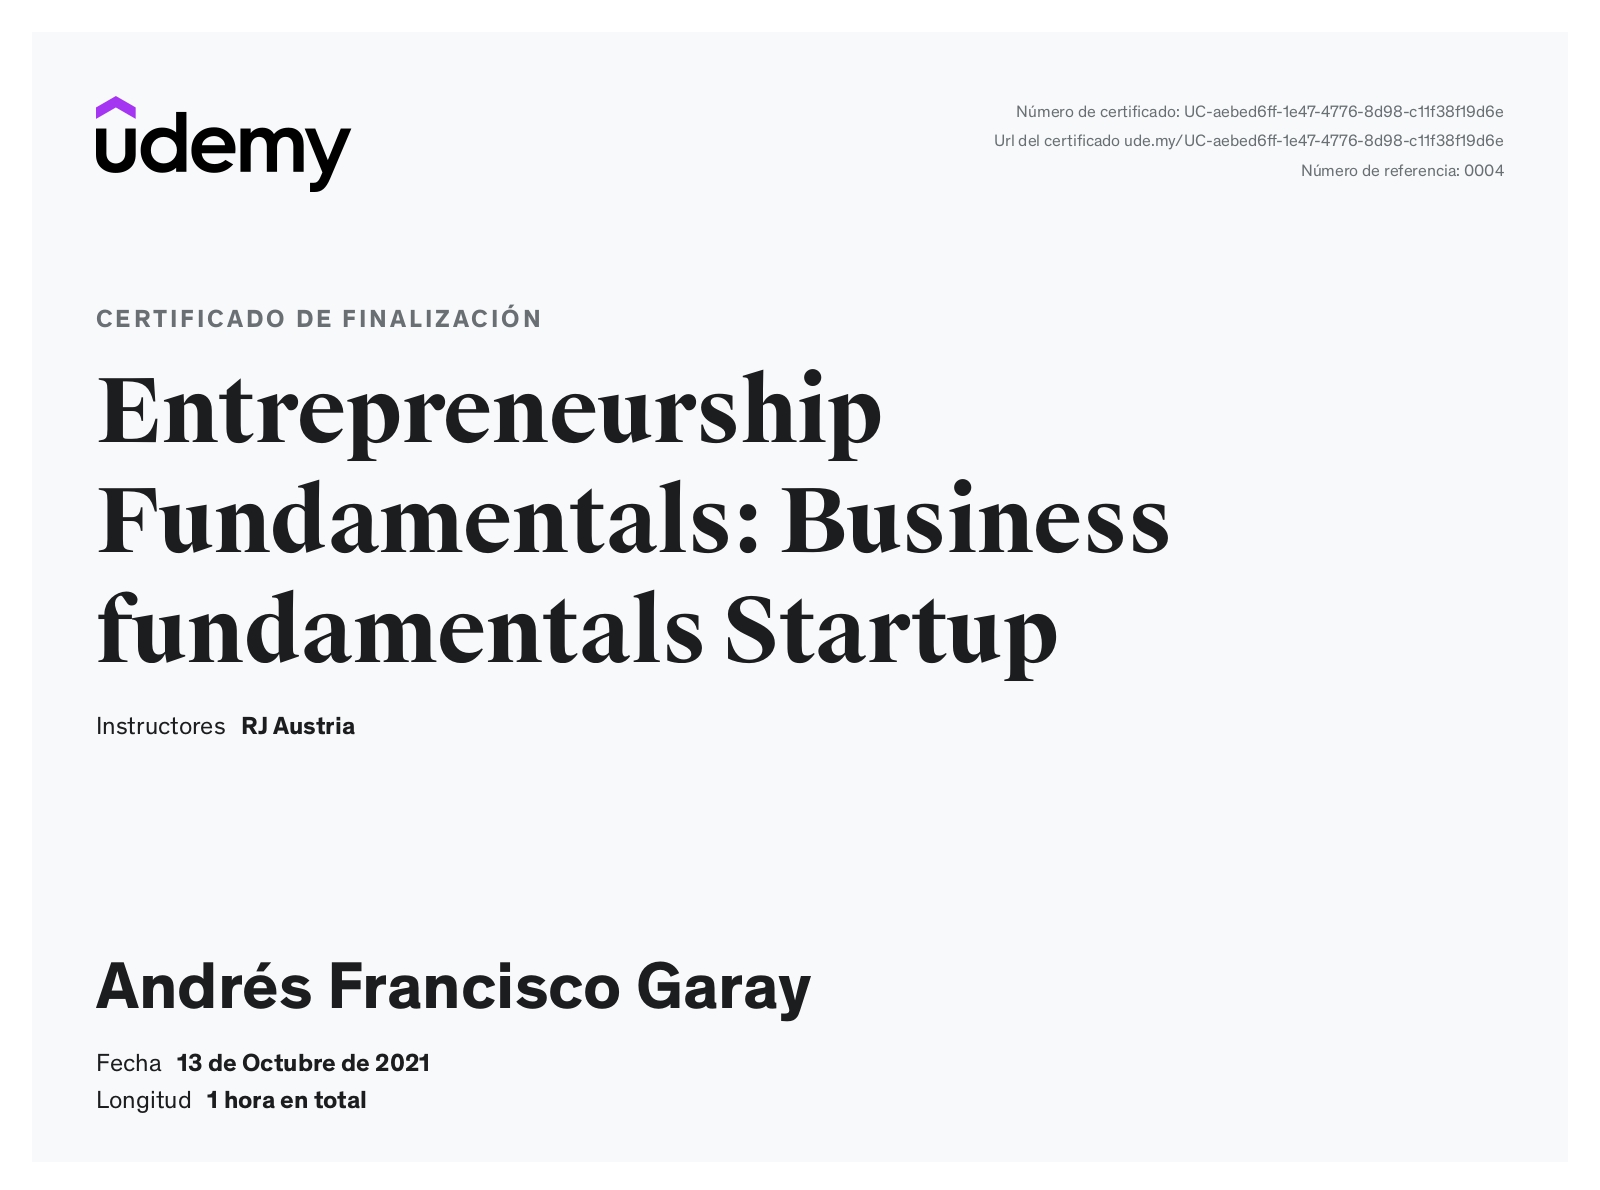 udemy
Número de certificado: UC-aebed6ff-1e47-4776-8d98-c11f38f19d6e
Url del certificado ude.my/UC-aebed6ff-1e47-4776-8d98-c11f38f19d6e
Número de referencia: 0004
CERTIFICADO DE FINALIZACIÓN
Entrepreneurship
Fundamentals: Business
fundamentals Startup
Instructores RJ Austria
Andrés Francisco Garay
Fecha 13 de Octubre de 2021
Longitud 1 hora en total